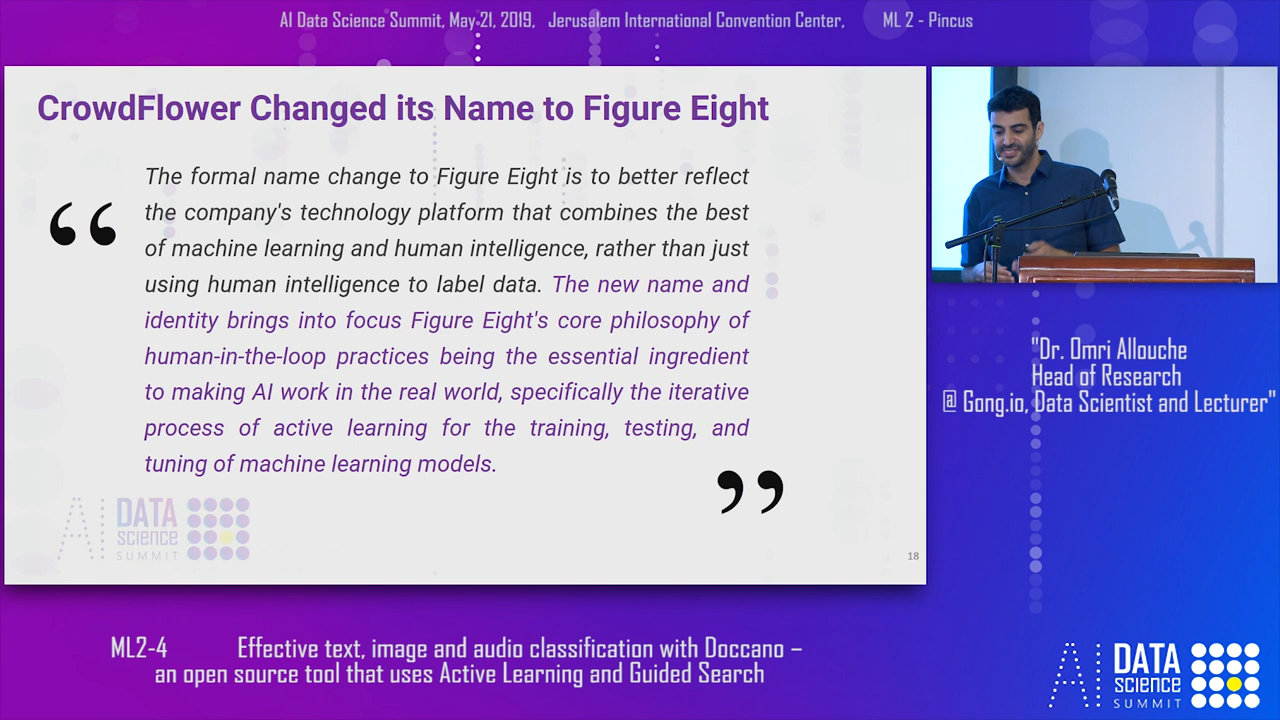 AI Data Science Summit, May 21, 2019, Jerusalem International Convention Center, ML 2 - Pincus
CrowdFlower Changed its Name to Figure Eight
“
The formal name change to Figure Eight is to better reflect
the company's technology platform that combines the best
of machine learning and human intelligence, rather than just
using human intelligence to label data. The new name and
identity brings into focus Figure Eight's core philosophy of
human-in-the-loop practices being the essential ingredient
to making AI work in the real world, specifically the iterative
process of active learning for the training, testing, and
tuning of machine learning models.
”
AI DATA
science
SUMMIT
18
"Dr. Omri Allouche
Head of Research
@ Gong.io, Data Scientist and Lecturer"
ML2-4 Effective text, image and audio classification with Doccano –
an open source tool that uses Active Learning and Guided Search
AI DATA
science
SUMMIT